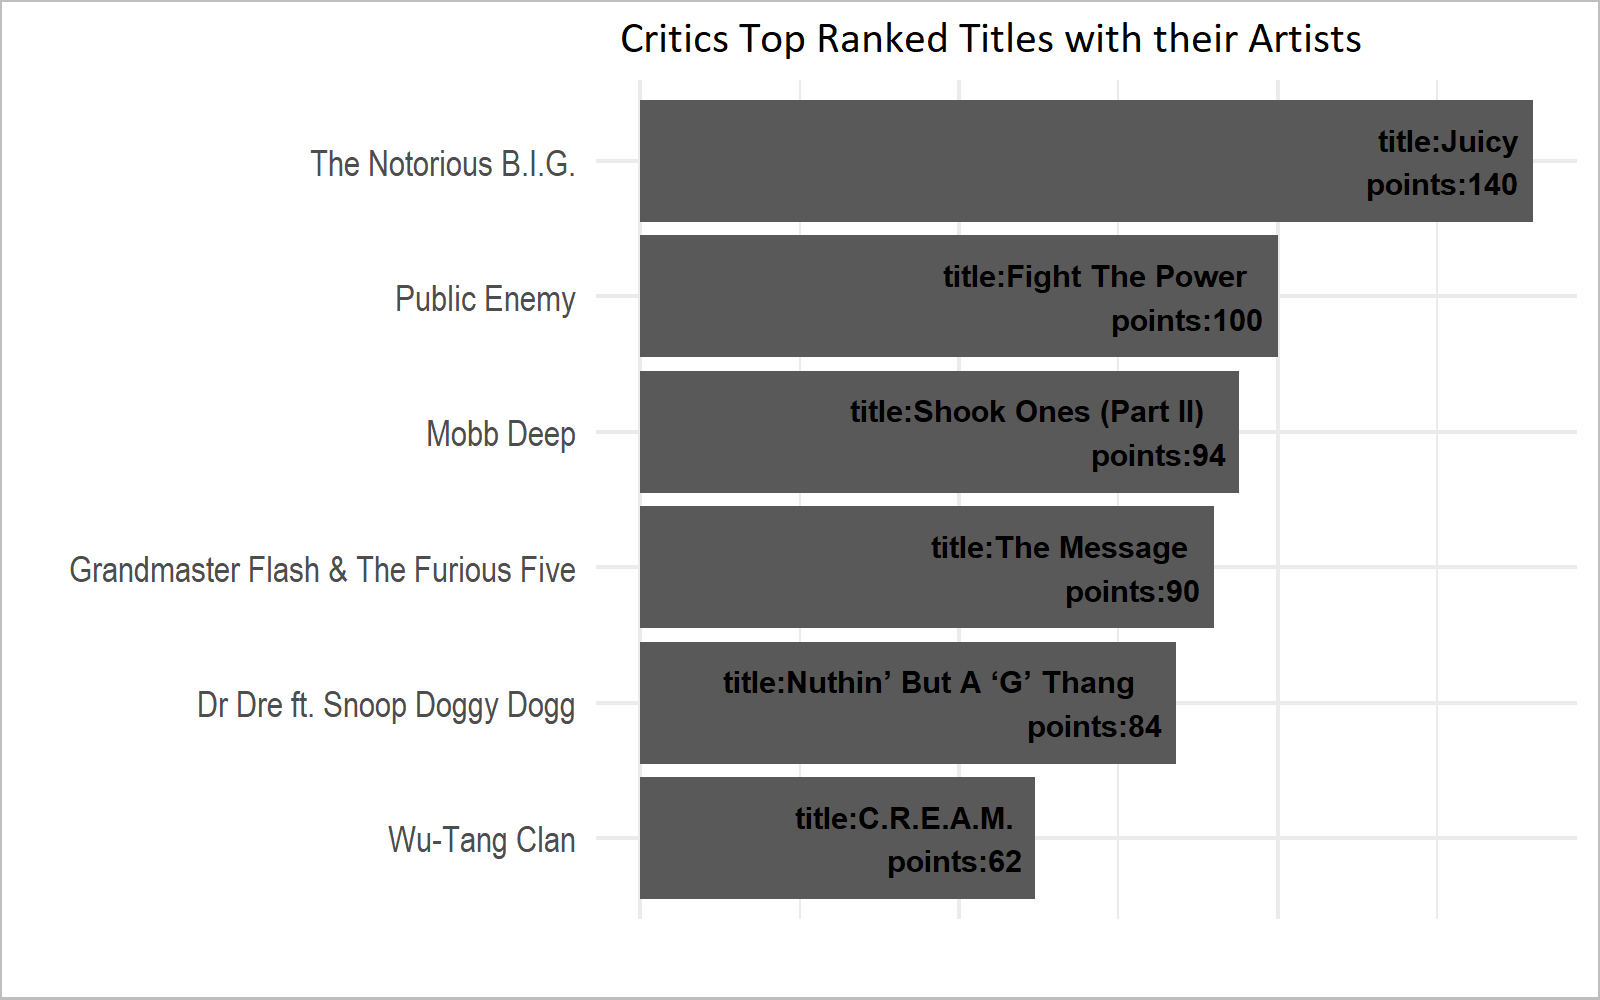 Critics Top Ranked Titles with their Artists
The Notorious B.I.G.
title:Juicy
points:140
Public Enemy
title:Fight The Power
points:100
Mobb Deep
title:Shook Ones (Part II)
points:94
Grandmaster Flash & The Furious Five
title:The Message
points:90
Dr Dre ft. Snoop Doggy Dogg
title:Nuthin’ But A ‘G’ Thang
points:84
Wu-Tang Clan
title:C.R.E.A.M.
points:62